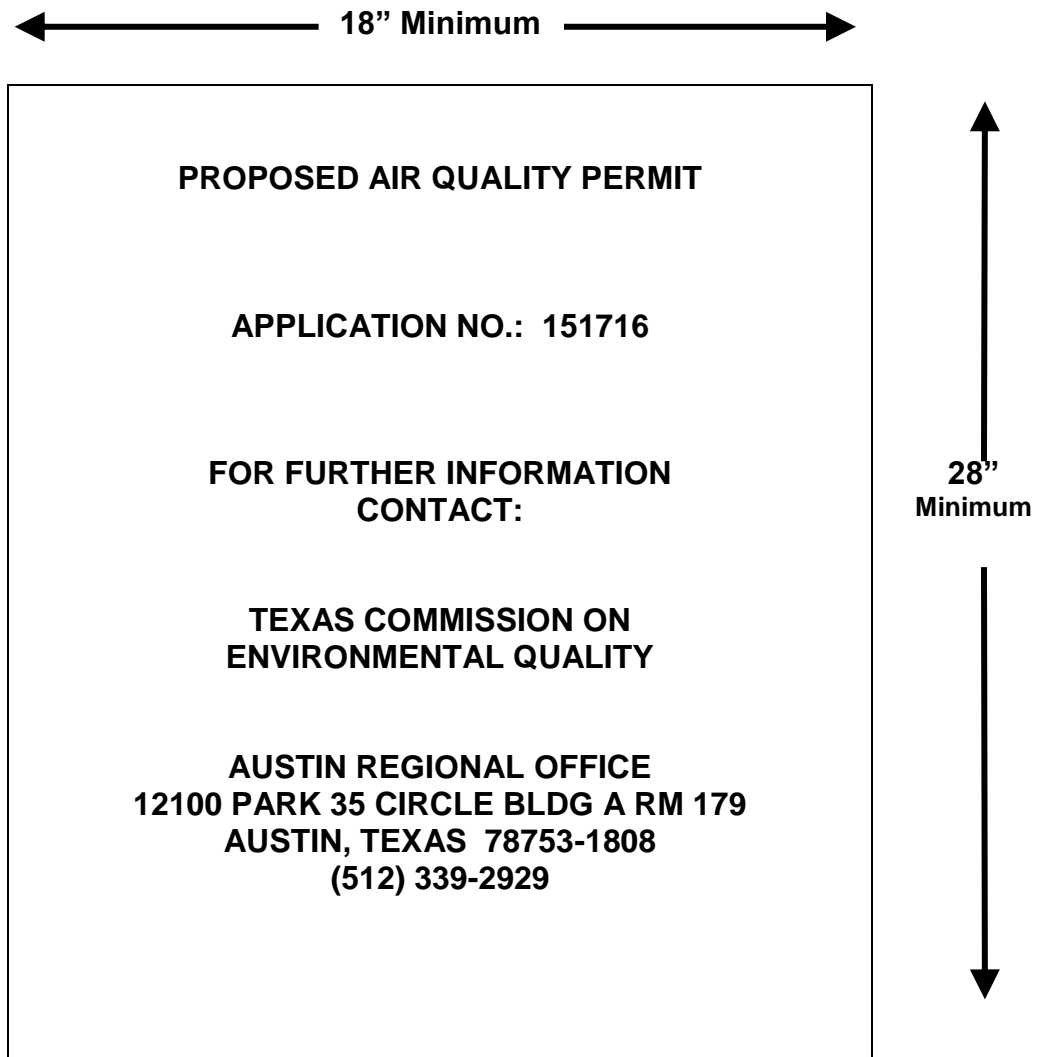 18” Minimum
PROPOSED AIR QUALITY PERMIT
APPLICATION NO.: 151716
FOR FURTHER INFORMATION
CONTACT:
28”
Minimum
TEXAS COMMISSION ON
ENVIRONMENTAL QUALITY
AUSTIN REGIONAL OFFICE
12100 PARK 35 CIRCLE BLDG A RM 179
AUSTIN, TEXAS 78753-1808
(512) 339-2929